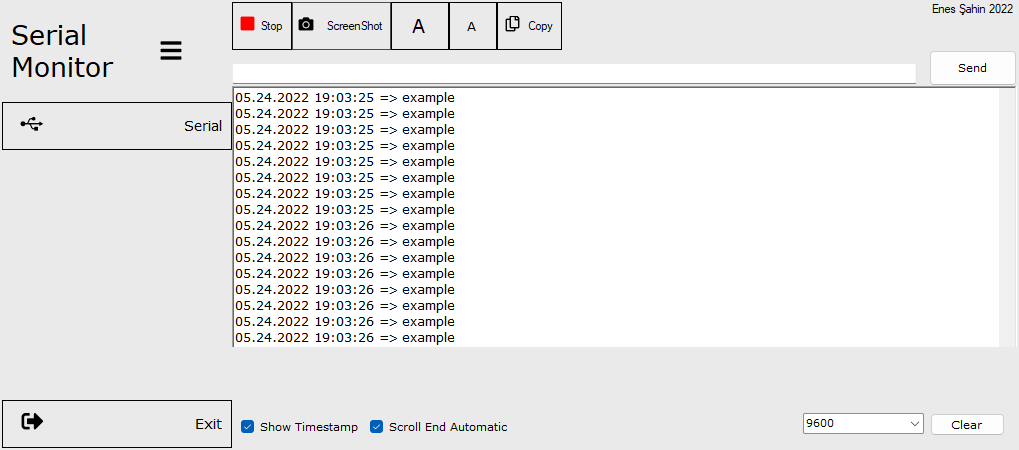 Enes Şahin 2022
Serial
Monitor
Stop ScreenShot A A Copy
Send
Serial
05.24.2022 19:03:25 => example
05.24.2022 19:03:25 => example
05.24.2022 19:03:25 => example
05.24.2022 19:03:25 => example
05.24.2022 19:03:25 => example
05.24.2022 19:03:25 => example
05.24.2022 19:03:25 => example
05.24.2022 19:03:25 => example
05.24.2022 19:03:26 => example
05.24.2022 19:03:26 => example
05.24.2022 19:03:26 => example
05.24.2022 19:03:26 => example
05.24.2022 19:03:26 => example
05.24.2022 19:03:26 => example
05.24.2022 19:03:26 => example
05.24.2022 19:03:26 => example
Exit
Show Timestamp Scroll End Automatic
9600
Clear